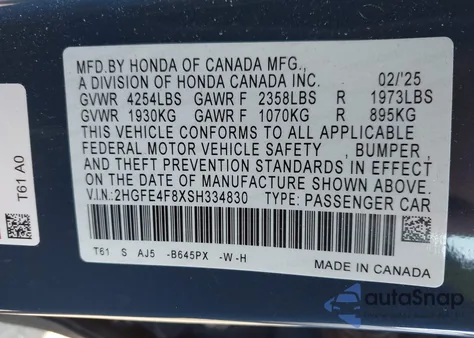 MFD.BY HONDA OF CANADA MFG.,
A DIVISION OF HONDA CANADA INC. 02/'25
GVWR 4254LBS GAWR F 2358LBS R 1973LBS
GVWR 1930KG GAWR F 1070KG R 895KG
THIS VEHICLE CONFORMS TO ALL APPLICABLE
FEDERAL MOTOR VEHICLE SAFETY , BUMPER ,
AND THEFT PREVENTION STANDARDS IN EFFECT
ON THE DATE OF MANUFACTURE SHOWN ABOVE.
V.I.N:2HGFE4F8XSH334830 TYPE: PASSENGER CAR
T61 S AJ5 -B645PX -W-H
MADE IN CANADA
T61 A0
autoSnap